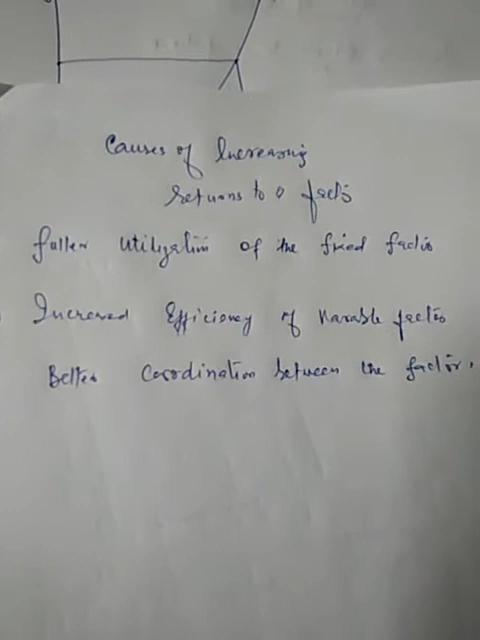 Causes of Increasing
returns to a facto
fuller utilization of the fixed factor
Increased Efficiency of Variable factor
Better Coordination between the factor.